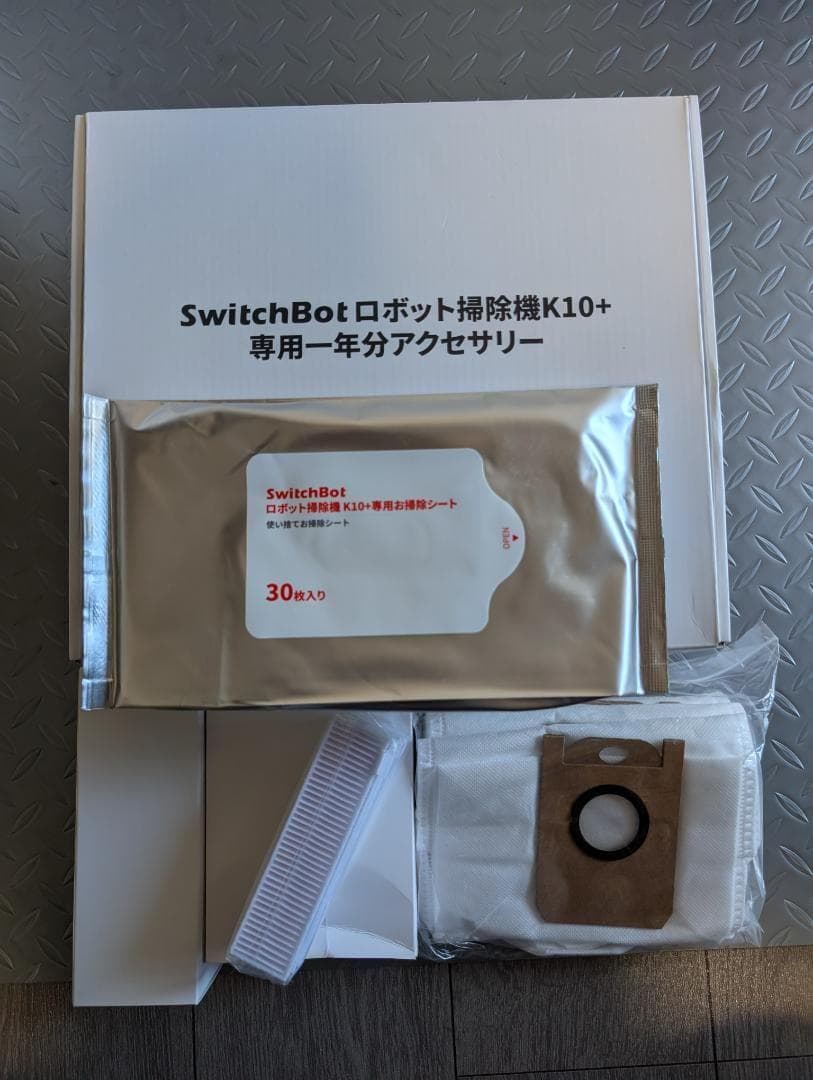 SwitchBot ロボット掃除機K10+
専用一年分アクセサリー
SwitchBot
ロボット掃除機 K10+専用お掃除シート
使い捨てお掃除シート
OPEN
30枚入り